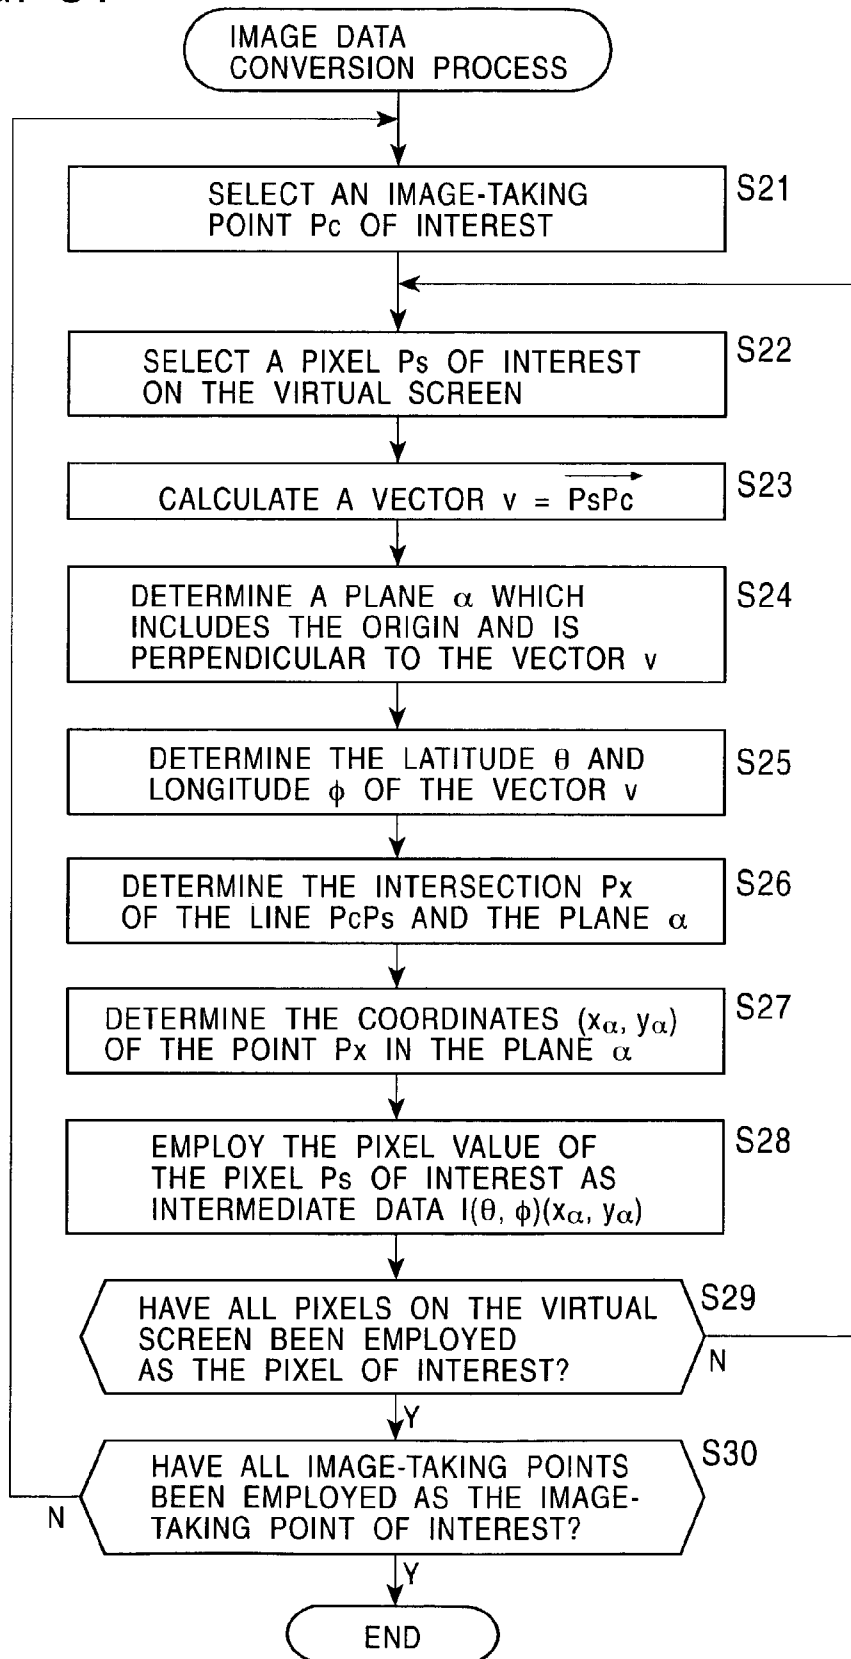 IMAGE DATA
CONVERSION PROCESS
SELECT AN IMAGE-TAKING
POINT Pc OF INTEREST
S21
SELECT A PIXEL Ps OF INTEREST
ON THE VIRTUAL SCREEN
S22
CALCULATE A VECTOR v = PsPc
S23
DETERMINE A PLANE α WHICH
INCLUDES THE ORIGIN AND IS
PERPENDICULAR TO THE VECTOR v
S24
DETERMINE THE LATITUDE θ AND
LONGITUDE ϕ OF THE VECTOR v
S25
DETERMINE THE INTERSECTION Px
OF THE LINE PcPs AND THE PLANE α
S26
DETERMINE THE COORDINATES (xα, yα)
OF THE POINT Px IN THE PLANE α
S27
EMPLOY THE PIXEL VALUE OF
THE PIXEL Ps OF INTEREST AS
INTERMEDIATE DATA I(θ, ϕ)(xα, yα)
S28
HAVE ALL PIXELS ON THE VIRTUAL
SCREEN BEEN EMPLOYED
AS THE PIXEL OF INTEREST?
S29
N
Y
HAVE ALL IMAGE-TAKING POINTS
BEEN EMPLOYED AS THE IMAGE-
TAKING POINT OF INTEREST?
S30
N
Y
END